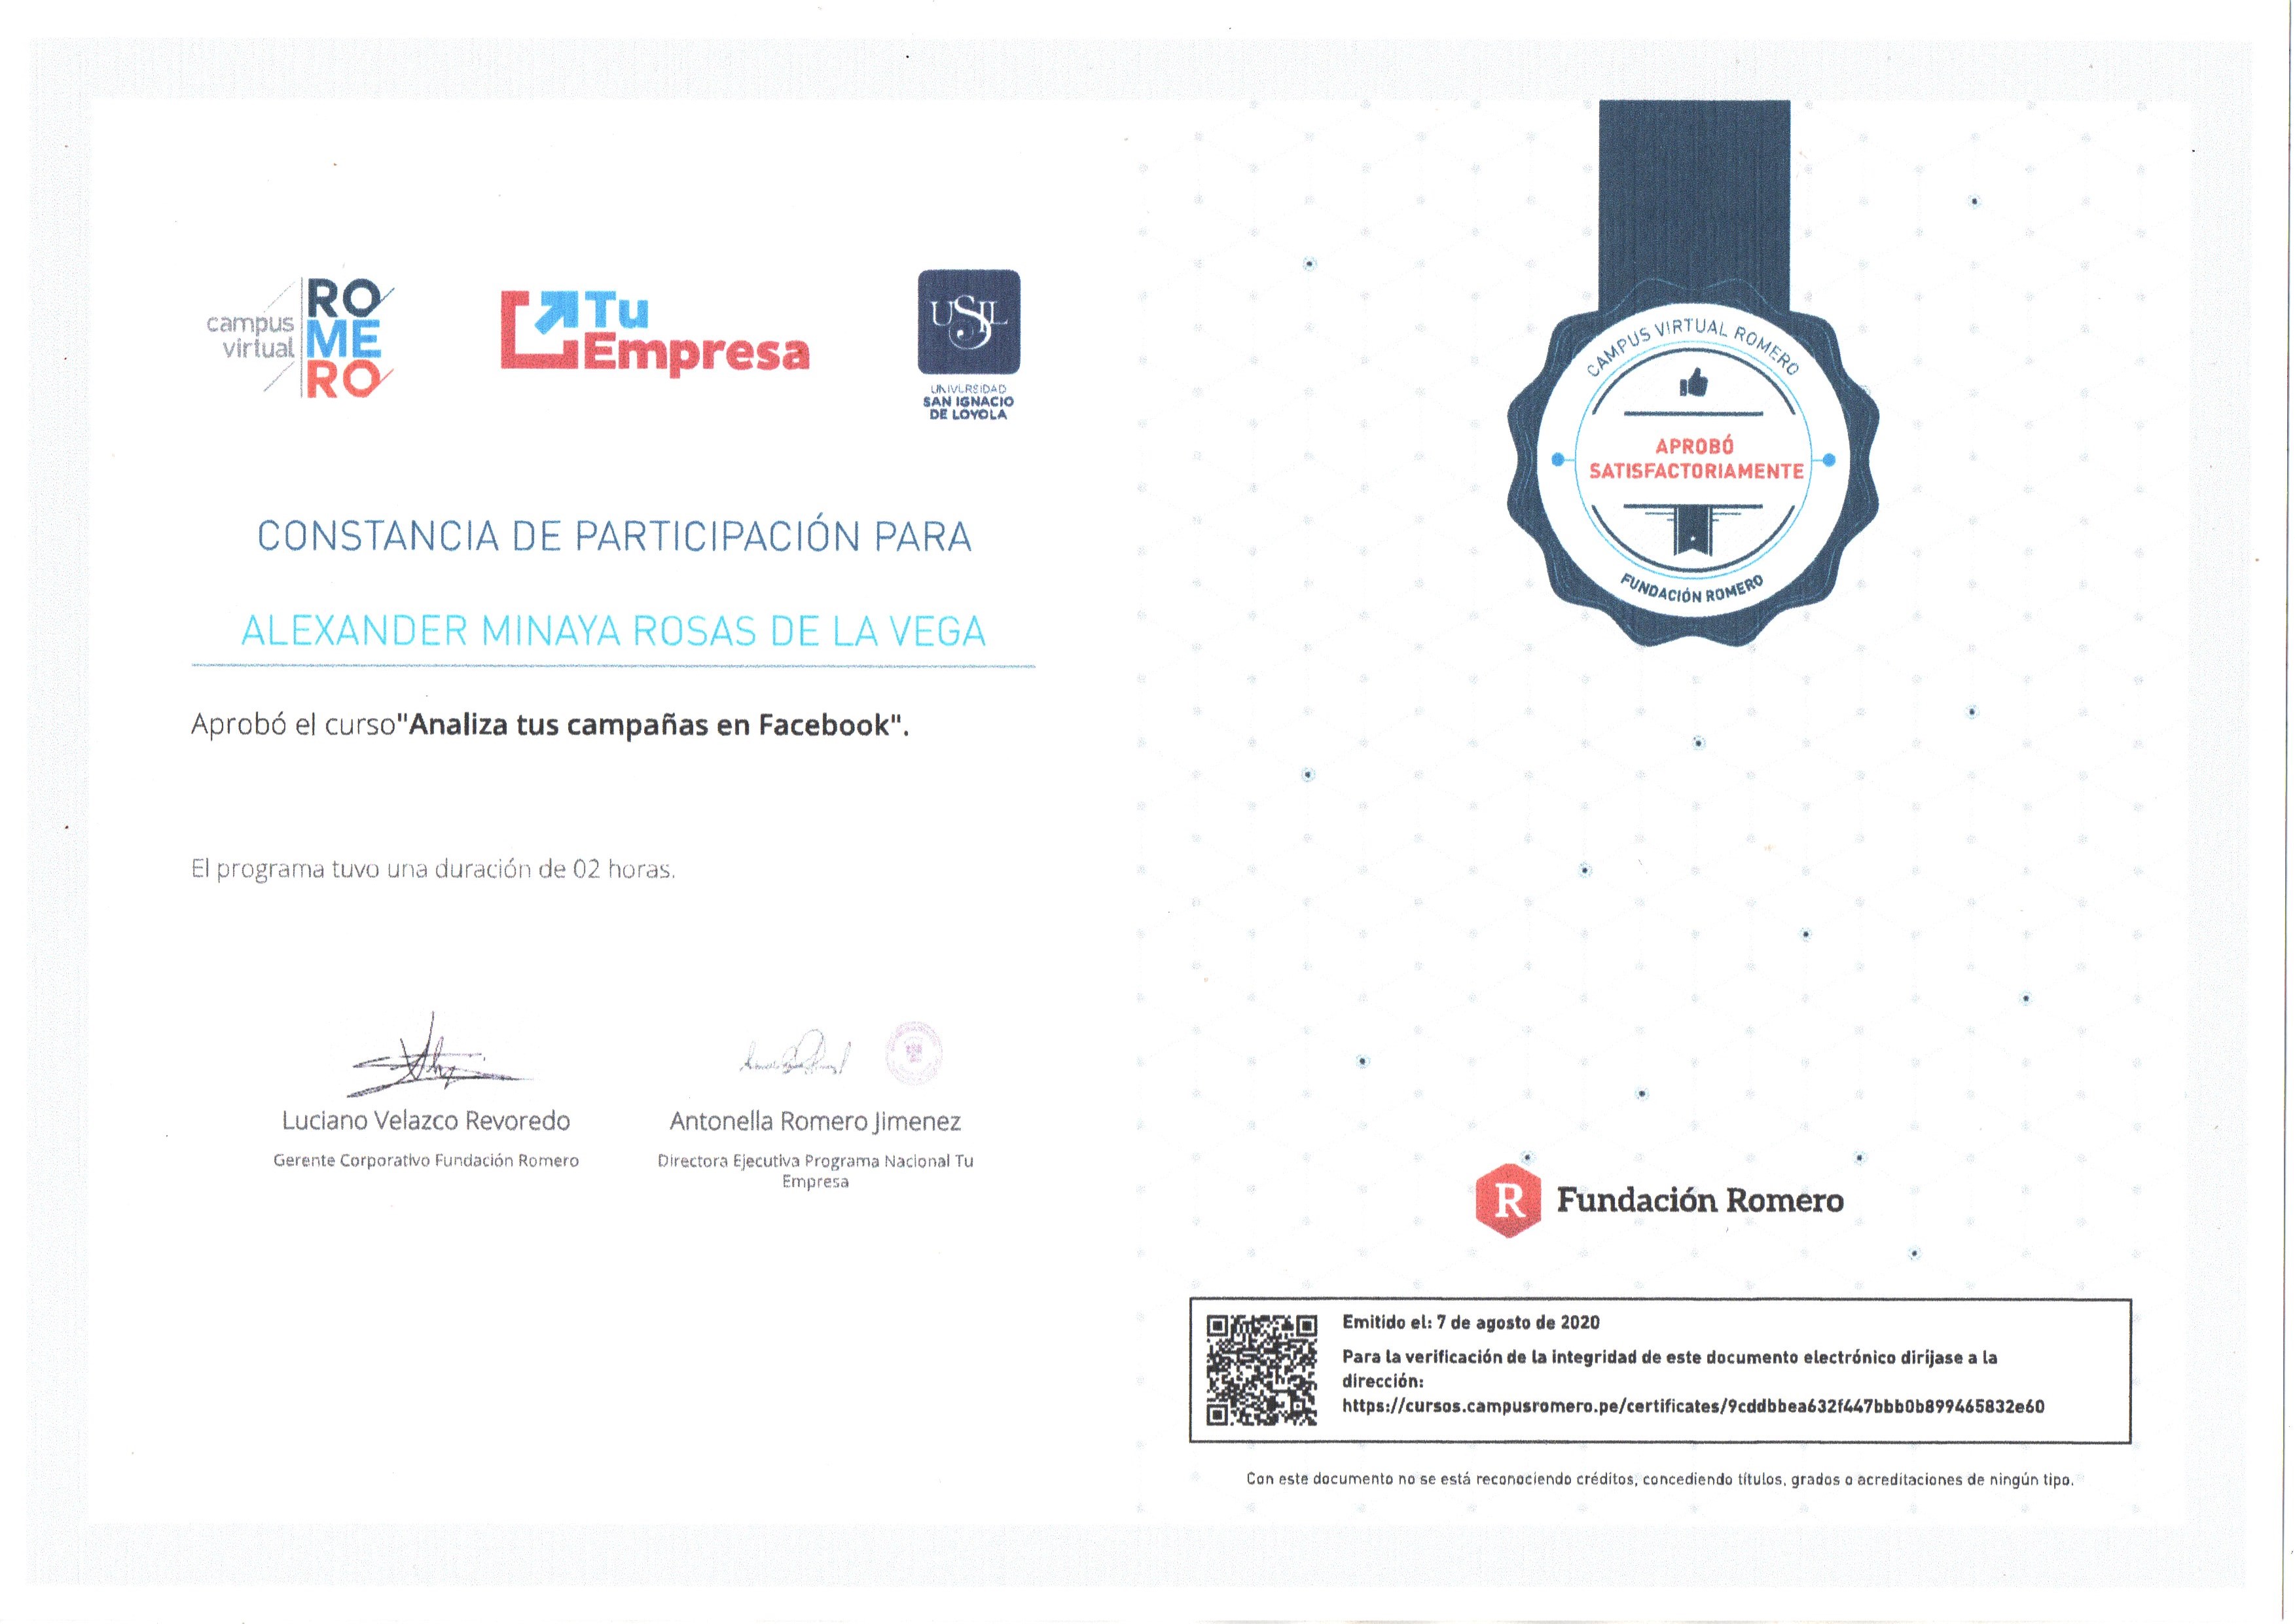 campus
virtual
RO
ME
RO
Tu
Empresa
USIL
UNIVERSIDAD
SAN IGNACIO
DE LOYOLA
CONSTANCIA DE PARTICIPACIÓN PARA
ALEXANDER MINAYA ROSAS DE LA VEGA
Aprobó el curso"Analiza tus campañas en Facebook".
El programa tuvo una duración de 02 horas.
Luciano Velazco Revoredo
Gerente Corporativo Fundación Romero
Antonella Romero Jimenez
Directora Ejecutiva Programa Nacional Tu
Empresa
CAMPUS VIRTUAL ROMERO
APROBÓ
SATISFACTORIAMENTE
FUNDACIÓN ROMERO
R Fundación Romero
Emitido el: 7 de agosto de 2020
Para la verificación de la integridad de este documento electrónico diríjase a la
dirección:
https://cursos.campusromero.pe/certificates/9cddbbea632f447bbb0b899465832e60
Con este documento no se está reconociendo créditos, concediendo títulos, grados o acreditaciones de ningún tipo.